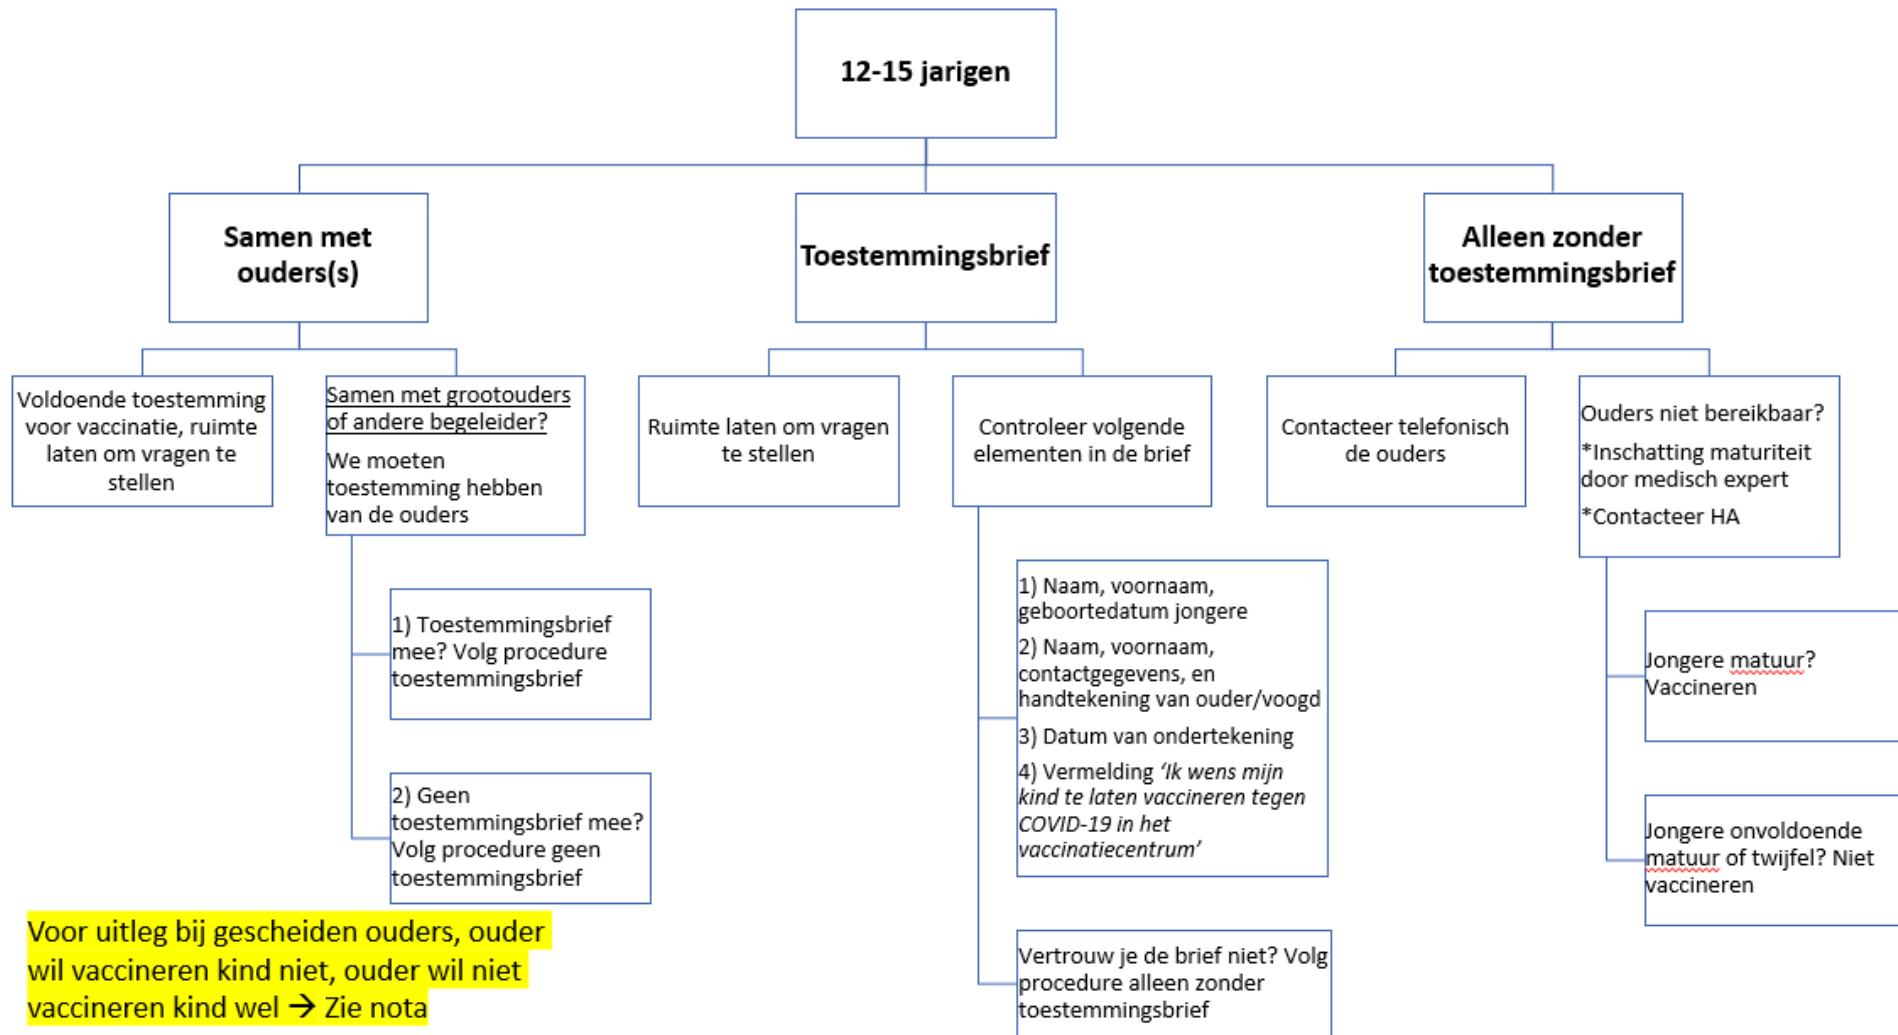 12-15 jarigen
Samen met
ouders(s)
Toestemmingsbrief
Alleen zonder
toestemmingsbrief
Voldoende toestemming
voor vaccinatie, ruimte
laten om vragen te
stellen
Samen met grootouders
of andere begeleider?
We moeten
toestemming hebben
van de ouders
1) Toestemmingsbrief
mee? Volg procedure
toestemmingsbrief
2) Geen
toestemmingsbrief mee?
Volg procedure geen
toestemmingsbrief
Ruimte laten om vragen
te stellen
Controleer volgende
elementen in de brief
1) Naam, voornaam,
geboortedatum jongere
2) Naam, voornaam,
contactgegevens, en
handtekening van ouder/voogd
3) Datum van ondertekening
4) Vermelding ‘Ik wens mijn
kind te laten vaccineren tegen
COVID-19 in het
vaccinatiecentrum’
Vertrouw je de brief niet? Volg
procedure alleen zonder
toestemmingsbrief
Contacteer telefonisch
de ouders
Ouders niet bereikbaar?
*Inschatting maturiteit
door medisch expert
*Contacteer HA
Jongere matuur?
Vaccineren
Jongere onvoldoende
matuur of twijfel? Niet
vaccineren
Voor uitleg bij gescheiden ouders, ouder
wil vaccineren kind niet, ouder wil niet
vaccineren kind wel → Zie nota